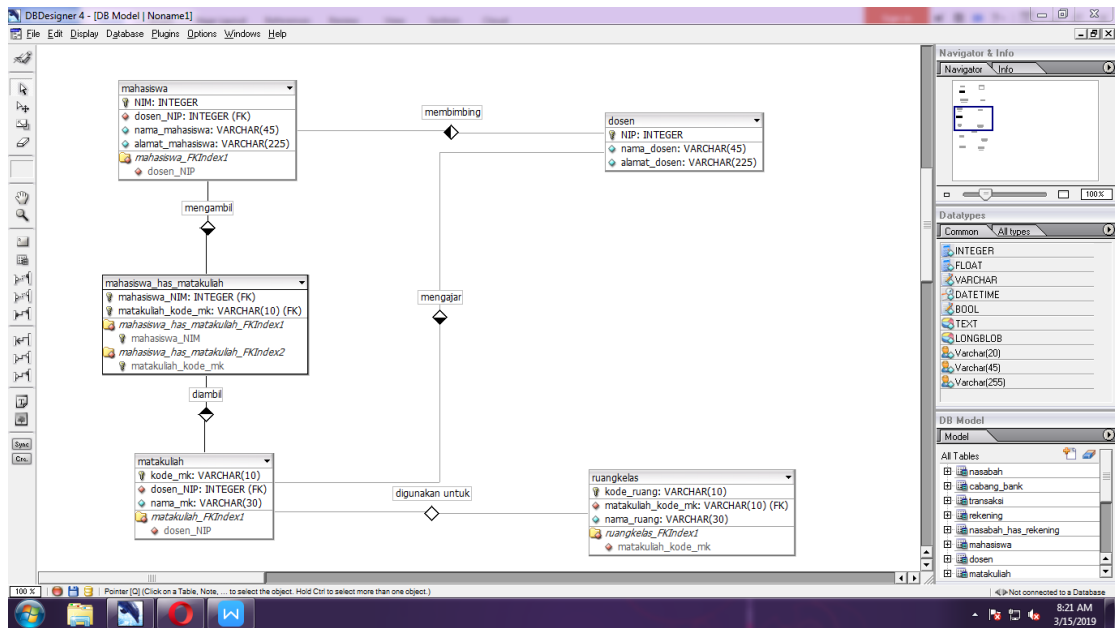 DBDesigner 4 - [DB Model | Noname1]
File Edit Display Database Plugins Options Windows Help
mahasiswa
NIM: INTEGER
dosen_NIP: INTEGER (FK)
nama_mahasiswa: VARCHAR(45)
alamat_mahasiswa: VARCHAR(225)
mahasiswa_FKIndex1
dosen_NIP
membimbing
dosen
NIP: INTEGER
nama_dosen: VARCHAR(45)
alamat_dosen: VARCHAR(225)
mengambil
mahasiswa_has_matakuliah
mahasiswa_NIM: INTEGER (FK)
matakuliah_kode_mk: VARCHAR(10) (FK)
mahasiswa_has_matakuliah_FKIndex1
mahasiswa_NIM
mahasiswa_has_matakuliah_FKIndex2
matakuliah_kode_mk
mengajar
diambil
matakuliah
kode_mk: VARCHAR(10)
dosen_NIP: INTEGER (FK)
nama_mk: VARCHAR(30)
matakuliah_FKIndex1
dosen_NIP
digunakan untuk
ruangkelas
kode_ruang: VARCHAR(10)
matakuliah_kode_mk: VARCHAR(10) (FK)
nama_ruang: VARCHAR(30)
ruangkelas_FKIndex1
matakuliah_kode_mk
Navigator & Info
Navigator Info
100%
Datatypes
Common All types
INTEGER
FLOAT
VARCHAR
DATETIME
BOOL
TEXT
LONGBLOB
Varchar(20)
Varchar(45)
Varchar(255)
DB Model
Model
All Tables
nasabah
cabang_bank
transaksi
rekening
nasabah_has_rekening
mahasiswa
dosen
matakuliah
Sync
Crc.
100 %
Pointer [Q] (Click on a Table, Note, ... to select the object. Hold Ctrl to select more than one object.)
Not connected to a Database
8:21 AM
3/15/2019